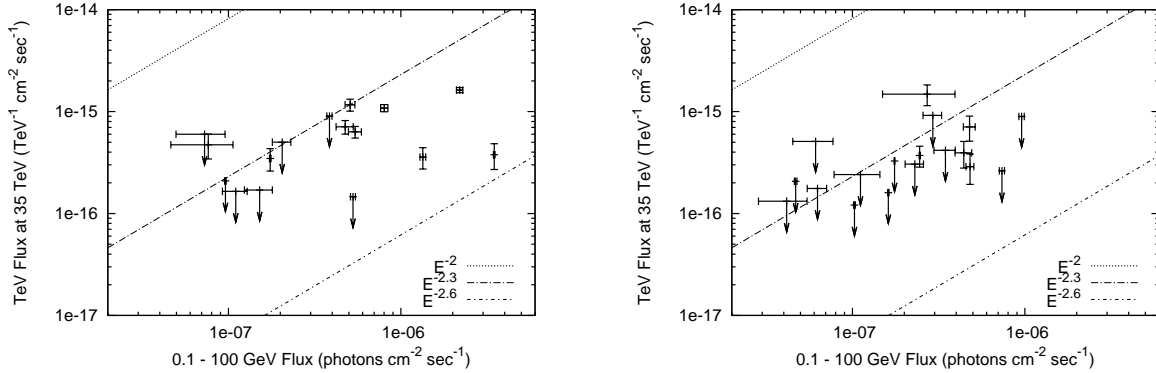 1e-14
1e-15
1e-16
1e-17
1e-07
1e-06
TeV Flux at 35 TeV (TeV⁻¹ cm⁻² sec⁻¹)
0.1 - 100 GeV Flux (photons cm⁻² sec⁻¹)
E⁻²
E⁻²·³
E⁻²·⁶
1e-14
1e-15
1e-16
1e-17
1e-07
1e-06
TeV Flux at 35 TeV (TeV⁻¹ cm⁻² sec⁻¹)
0.1 - 100 GeV Flux (photons cm⁻² sec⁻¹)
E⁻²
E⁻²·³
E⁻²·⁶